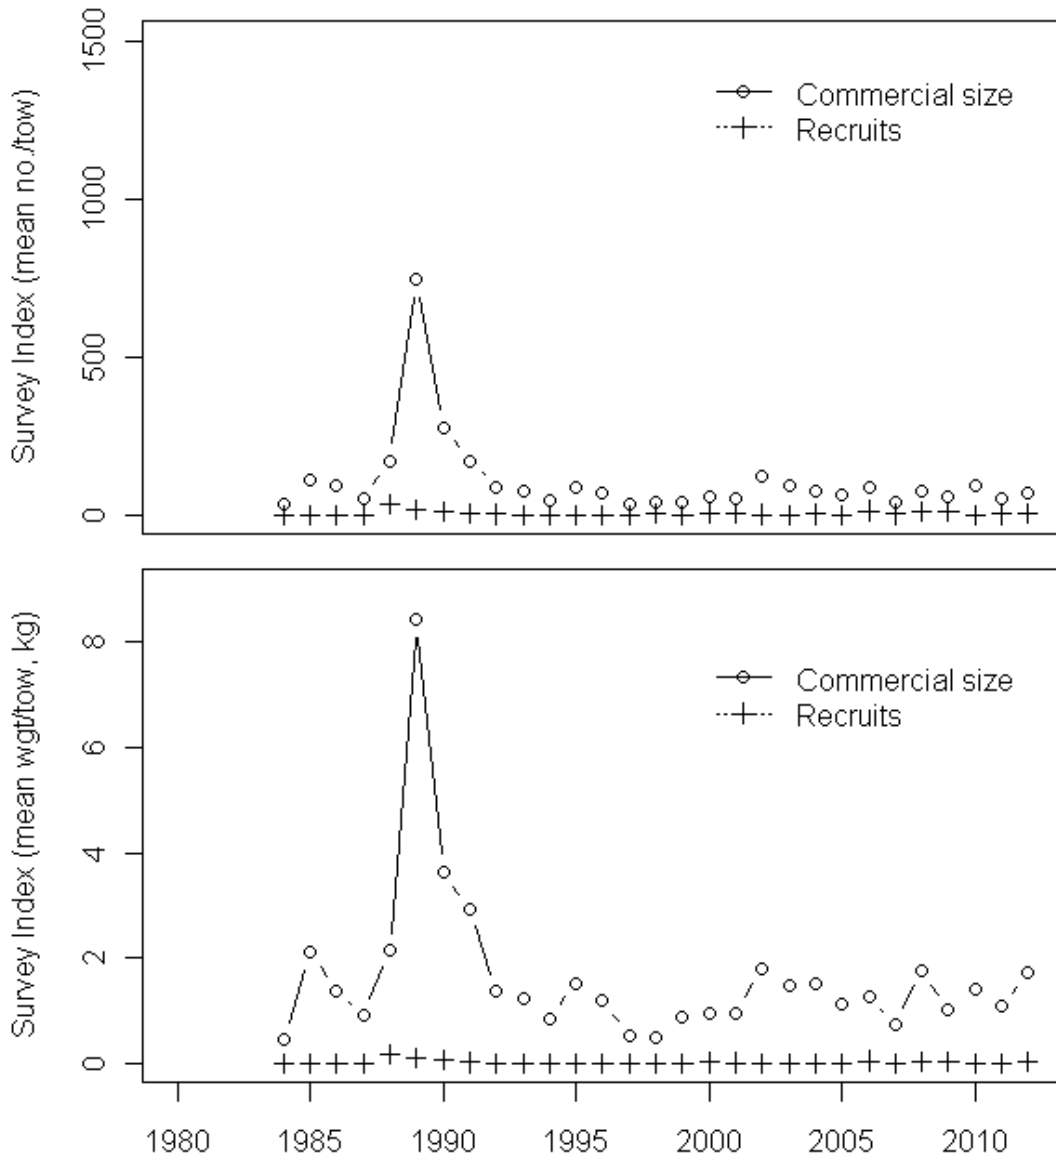 Survey Index (mean no./tow)
1500
1000
500
0
Commercial size
Recruits
Survey Index (mean wgt/tow, kg)
8
6
4
2
0
Commercial size
Recruits
1980 1985 1990 1995 2000 2005 2010